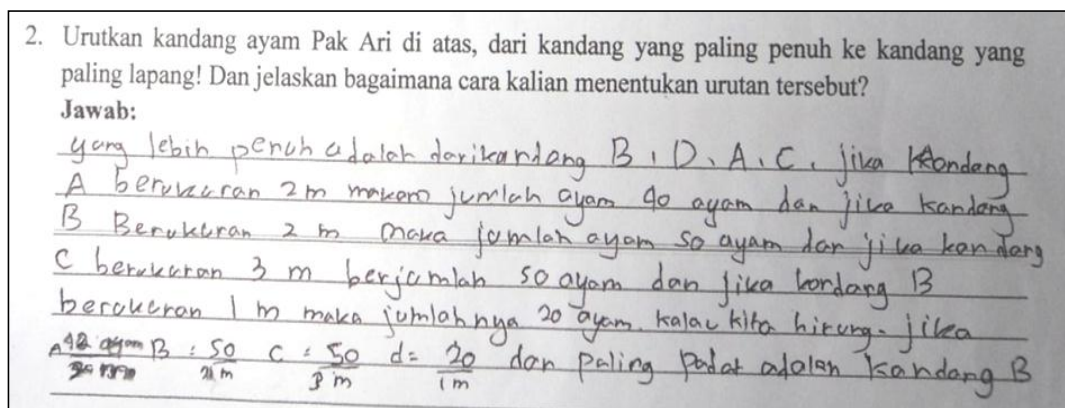 2. Urutkan kandang ayam Pak Ari di atas, dari kandang yang paling penuh ke kandang yang
paling lapang! Dan jelaskan bagaimana cara kalian menentukan urutan tersebut?
Jawab:
yang lebih penuh adalah darikandang B, D, A, C, jika kandang
A berukuran 2 m jumlah ayam 40 ayam dan jika kandang
B Berukuran 2 m maka jumlah ayam 50 ayam dan jika kandang
C berukuran 3 m berjumlah 50 ayam dan jika kandang B
berukuran 1 m maka jumlahnya 20 ayam. kalau kita hitung- jika
A ayam B : 50 C : 50 d = 20 dan paling padat adalah kandang B
m 3 m 1 m